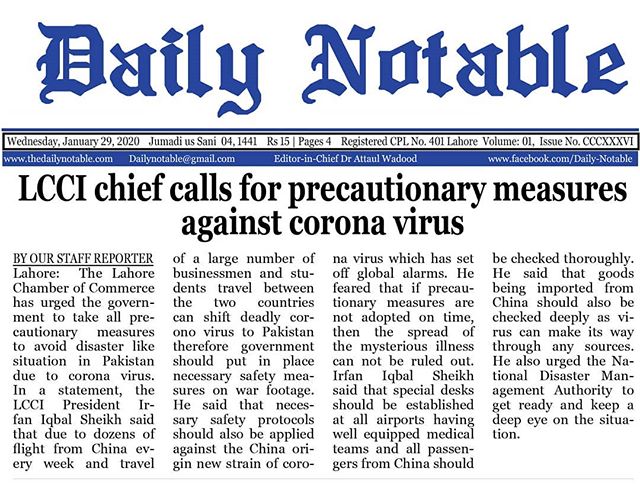 Daily Notable
Wednesday, January 29, 2020 Jumadi us Sani 04, 1441 Rs 15 | Pages 4 Registered CPL No. 401 Lahore Volume: 01, Issue No. CCCXXXVI
www.thedailynotable.com Dailynotable@gmail.com Editor-in-Chief Dr Attaul Wadood www.facebook.com/Daily-Notable
LCCI chief calls for precautionary measures
against corona virus
BY OUR STAFF REPORTER
Lahore: The Lahore
Chamber of Commerce
has urged the govern-
ment to take all pre-
cautionary measures
to avoid disaster like
situation in Pakistan
due to corona virus.
In a statement, the
LCCI President Ir-
fan Iqbal Sheikh said
that due to dozens of
flight from China ev-
ery week and travel
of a large number of
businessmen and stu-
dents travel between
the two countries
can shift deadly cor-
ono virus to Pakistan
therefore government
should put in place
necessary safety mea-
sures on war footage.
He said that neces-
sary safety protocols
should also be applied
against the China ori-
gin new strain of coro-
na virus which has set
off global alarms. He
feared that if precau-
tionary measures are
not adopted on time,
then the spread of
the mysterious illness
can not be ruled out.
Irfan Iqbal Sheikh
said that special desks
should be established
at all airports having
well equipped medical
teams and all passen-
gers from China should
be checked thoroughly.
He said that goods
being imported from
China should also be
checked deeply as vi-
rus can make its way
through any sources.
He also urged the Na-
tional Disaster Man-
agement Authority to
get ready and keep a
deep eye on the situa-
tion.